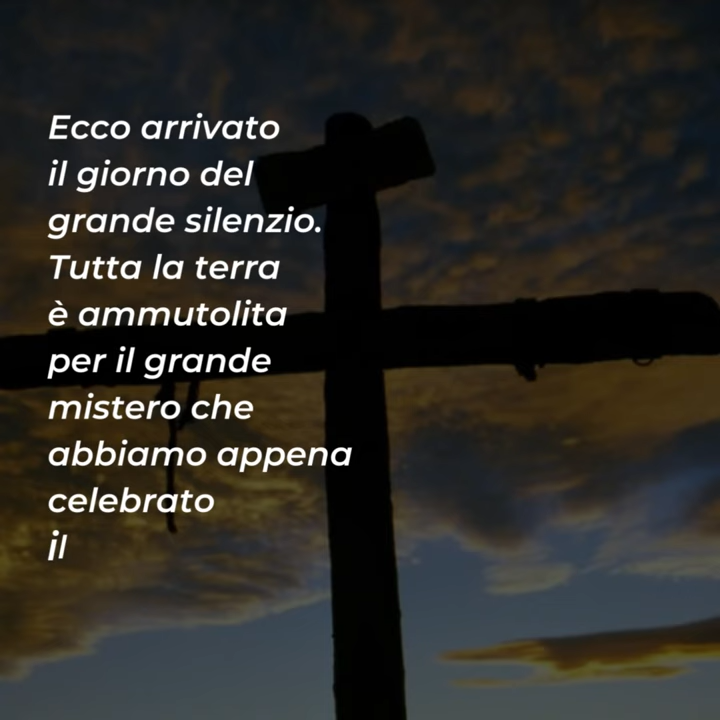 Ecco arrivato
il giorno del
grande silenzio.
Tutta la terra
è ammutolita
per il grande
mistero che
abbiamo appena
celebrato
il